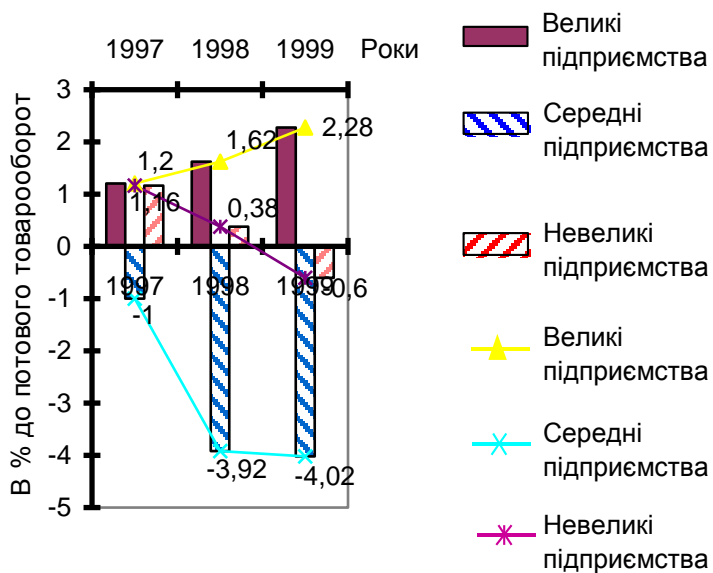 1997 1998 1999 Роки
3
2
1
0
-1
-2
-3
-4
-5
В % до потового товарооборот
1,2
1,62
2,28
1,16
0,38
-0,6
1997 1998 1999
-1
-3,92
-4,02
Великі
підприємства
Середні
підприємства
Невеликі
підприємства
Великі
підприємства
Середні
підприємства
Невеликі
підприємства